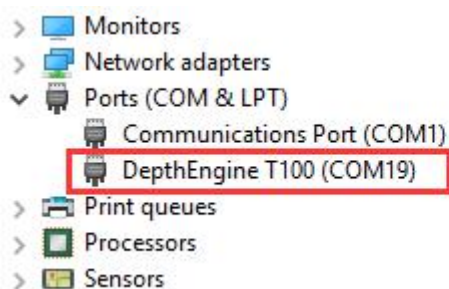 Monitors
Network adapters
Ports (COM & LPT)
Communications Port (COM1)
DepthEngine T100 (COM19)
Print queues
Processors
Sensors